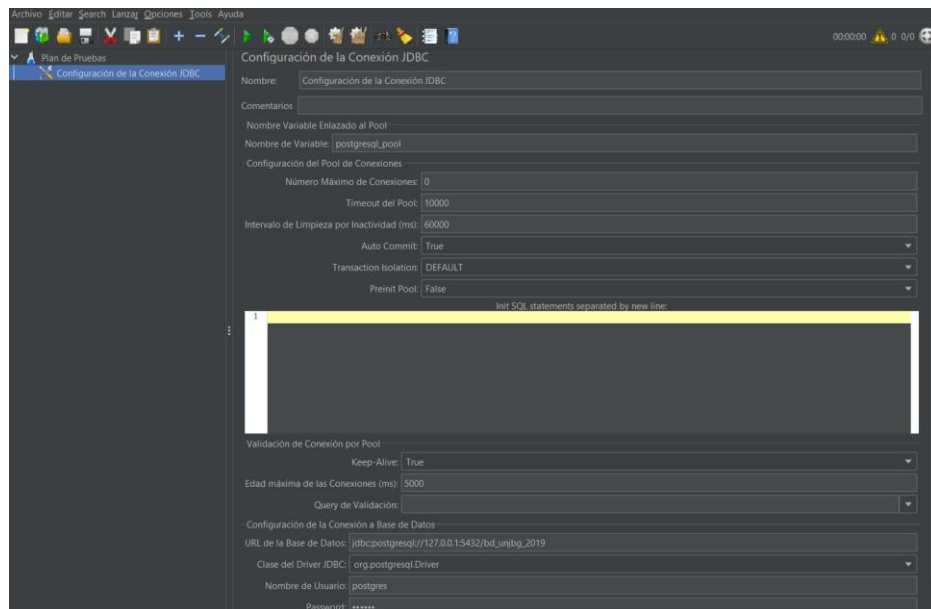 Archivo Editar Search Lanzar Opciones Tools Ayuda
00:00:00 0 0/0
Plan de Pruebas
Configuración de la Conexión JDBC
Configuración de la Conexión JDBC
Nombre: Configuración de la Conexión JDBC
Comentarios
Nombre Variable Enlazado al Pool
Nombre de Variable: postgresql_pool
Configuración del Pool de Conexiones
Número Máximo de Conexiones: 0
Timeout del Pool: 10000
Intervalo de Limpieza por Inactividad (ms): 60000
Auto Commit: True
Transaction Isolation: DEFAULT
Preinit Pool: False
Init SQL statements separated by new line:
1
Validación de Conexión por Pool
Keep-Alive: True
Edad máxima de las Conexiones (ms): 5000
Query de Validación:
Configuración de la Conexión a Base de Datos
URL de la Base de Datos: jdbc:postgresql://127.0.0.1:5432/bd_unjbg_2019
Clase del Driver JDBC: org.postgresql.Driver
Nombre de Usuario: postgres
Password: ••••••